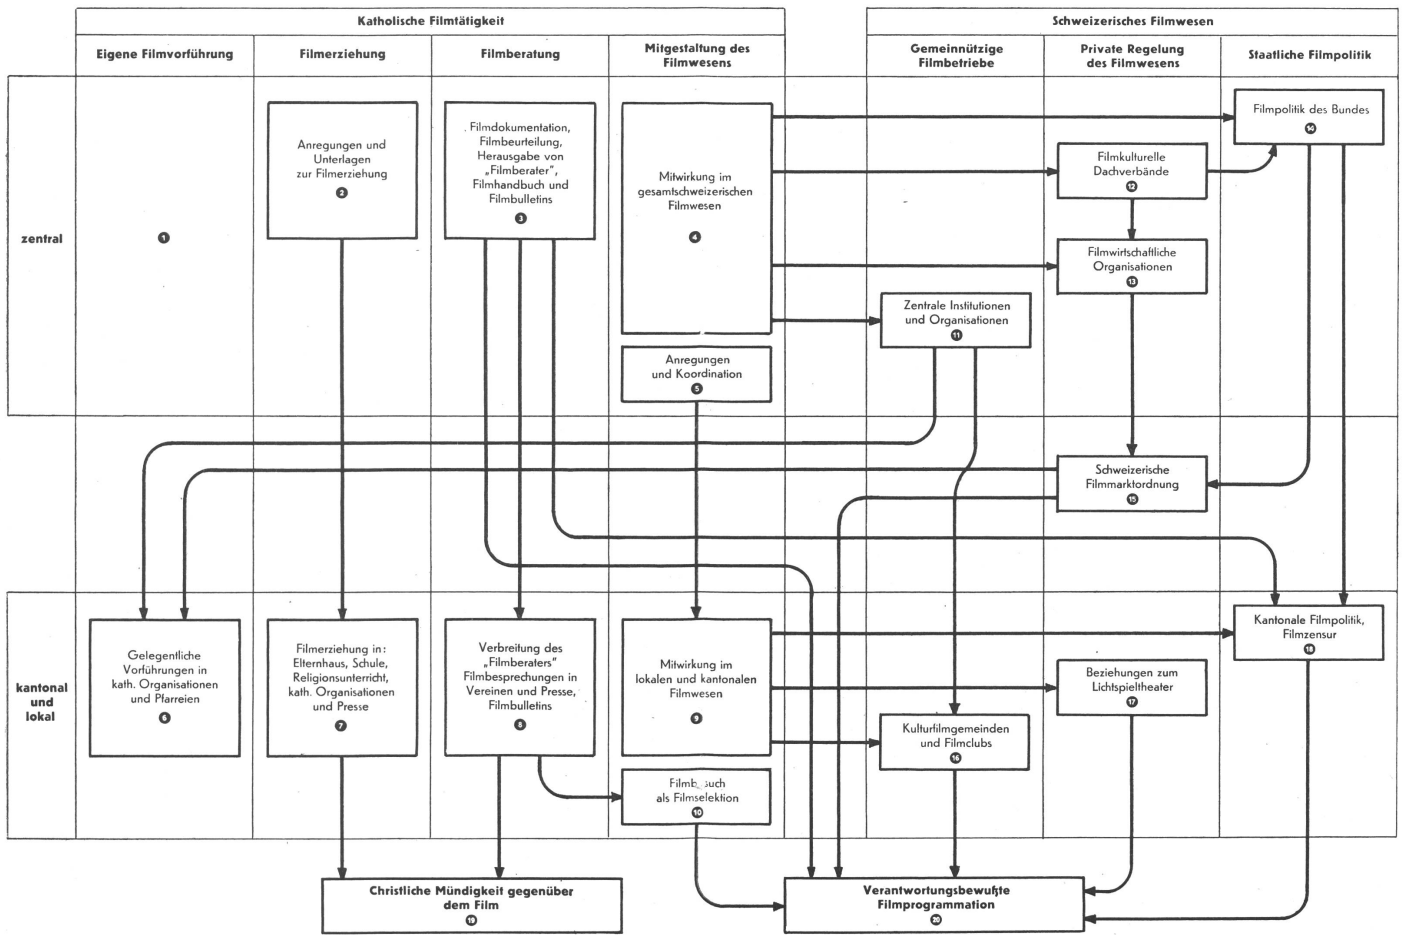 Katholische Filmtätigkeit
Schweizerisches Filmwesen
Eigene Filmvorführung
Filmerziehung
Filmberatung
Mitgestaltung des
Filmwesens
Gemeinnützige
Filmbetriebe
Private Regelung
des Filmwesens
Staatliche Filmpolitik
zentral
1
Anregungen und
Unterlagen
zur Filmerziehung
2
Filmdokumentation,
Filmbeurteilung,
Herausgabe von
„Filmberater”,
Filmhandbuch und
Filmbulletins
3
Mitwirkung im
gesamtschweizerischen
Filmwesen
4
Anregungen
und Koordination
5
Zentrale Institutionen
und Organisationen
11
Filmkulturelle
Dachverbände
12
Filmwirtschaftliche
Organisationen
13
Filmpolitik des Bundes
14
Schweizerische
Filmmarktordnung
15
kantonal
und
lokal
Gelegentliche
Vorführungen in
kath. Organisationen
und Pfarreien
6
Filmerziehung in:
Elternhaus, Schule,
Religionsunterricht,
kath. Organisationen
und Presse
7
Verbreitung des
„Filmberaters”
Filmbesprechungen in
Vereinen und Presse,
Filmbulletins
8
Mitwirkung im
lokalen und kantonalen
Filmwesen
9
als Filmselektion
10
Kulturfilmgemeinden
und Filmclubs
16
Beziehungen zum
Lichtspieltheater
17
Kantonale Filmpolitik,
Filmzensur
18
Christliche Mündigkeit gegenüber
dem Film
19
Verantwortungsbewußte
Filmprogrammation
20